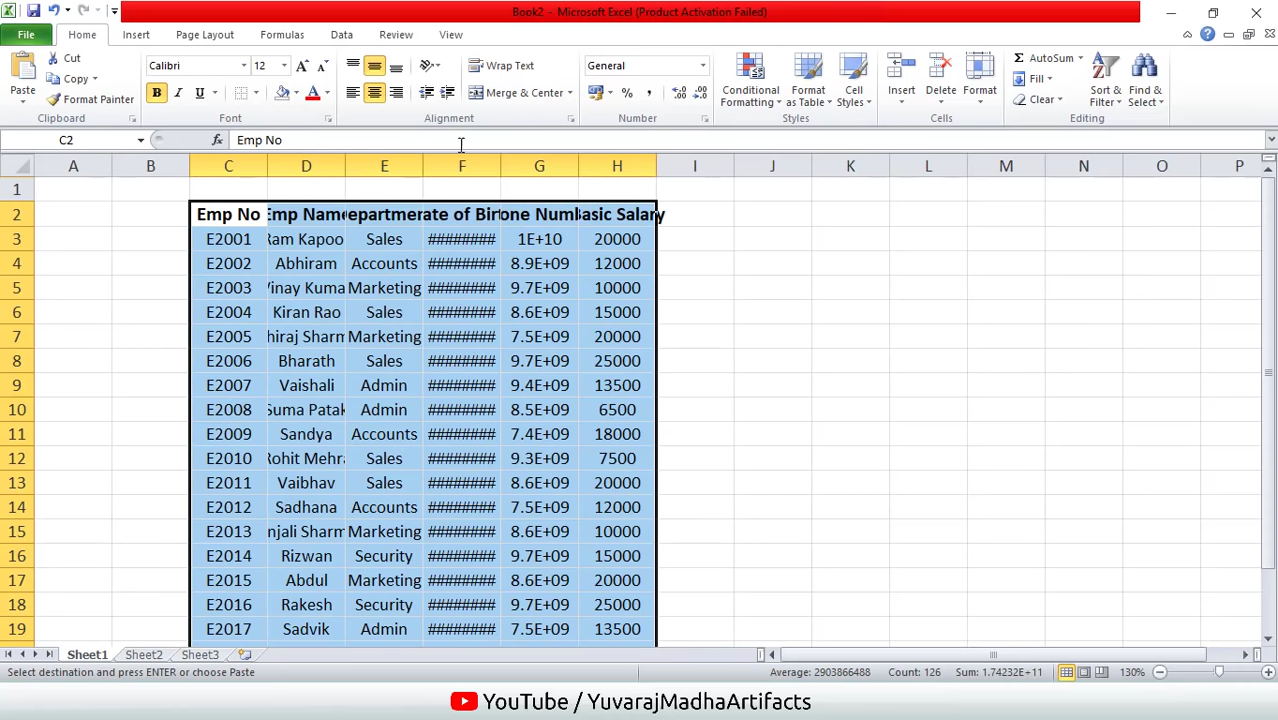 Book2 - Microsoft Excel (Product Activation Failed)
File Home Insert Page Layout Formulas Data Review View
Paste Cut Copy Format Painter Clipboard
Calibri 12 A A B I U A Font
Wrap Text Merge & Center Alignment
General % , Number
Conditional Formatting Format as Table Cell Styles Styles
Insert Delete Format Cells
Σ AutoSum Fill Clear Sort & Filter Find & Select Editing
C2 fx Emp No
A B C D E F G H I J K L M N O P
1
2 Emp No Emp Name epartmen ate of Birt one Numb Basic Salary
3 E2001 Ram Kapoo Sales ######## 1E+10 20000
4 E2002 Abhiram Accounts ######## 8.9E+09 12000
5 E2003 Vinay Kuma Marketing ######## 9.7E+09 10000
6 E2004 Kiran Rao Sales ######## 8.6E+09 15000
7 E2005 hiraj Sharm Marketing ######## 7.5E+09 20000
8 E2006 Bharath Sales ######## 9.7E+09 25000
9 E2007 Vaishali Admin ######## 9.4E+09 13500
10 E2008 Suma Patak Admin ######## 8.5E+09 6500
11 E2009 Sandya Accounts ######## 7.4E+09 18000
12 E2010 Rohit Mehr Sales ######## 9.3E+09 7500
13 E2011 Vaibhav Sales ######## 8.6E+09 20000
14 E2012 Sadhana Accounts ######## 7.5E+09 12000
15 E2013 njali Sharm Marketing ######## 8.6E+09 10000
16 E2014 Rizwan Security ######## 9.7E+09 15000
17 E2015 Abdul Marketing ######## 8.6E+09 20000
18 E2016 Rakesh Security ######## 9.7E+09 25000
19 E2017 Sadvik Admin ######## 7.5E+09 13500
Sheet1 Sheet2 Sheet3
Select destination and press ENTER or choose Paste Average: 2903866488 Count: 126 Sum: 1.74232E+11 130%
YouTube / YuvarajMadhaArtifacts